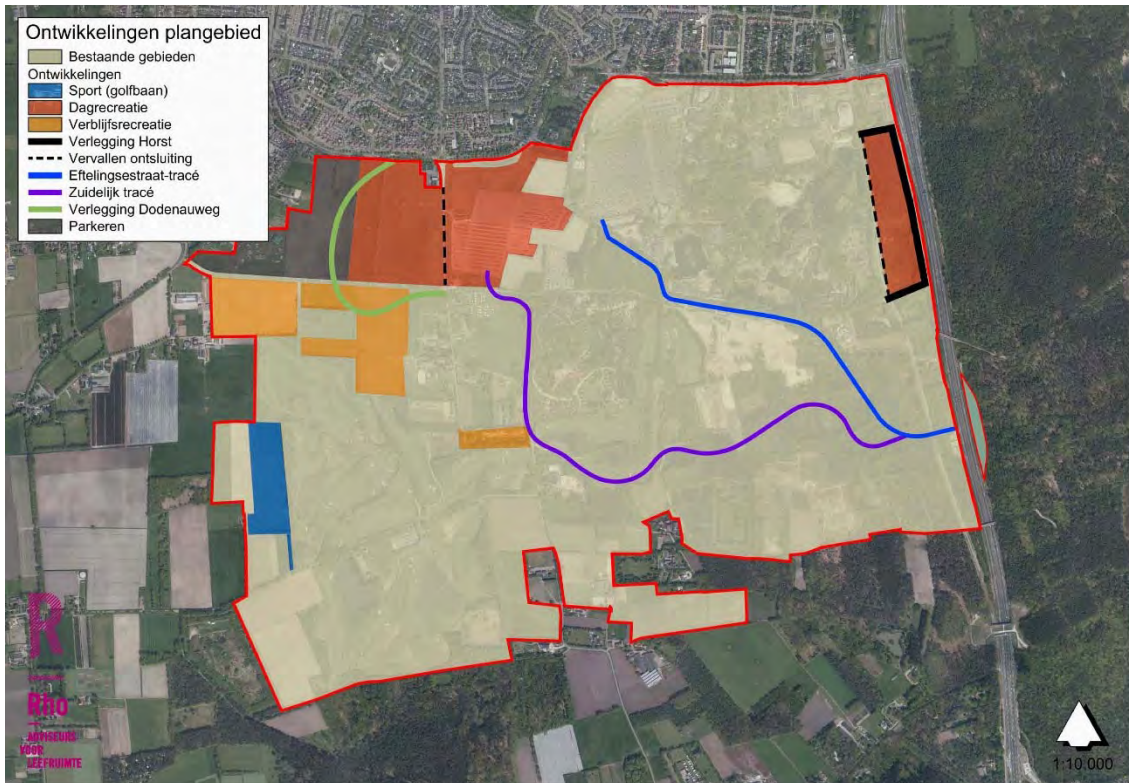 Ontwikkelingen plangebied
Bestaande gebieden
Ontwikkelingen
Sport (golfbaan)
Dagrecreatie
Verblijfsrecreatie
Verlegging Horst
Vervallen ontsluiting
Eftelingsestraat-tracé
Zuidelijk tracé
Verlegging Dodenauweg
Parkeren
R
Rho
ADVISEURS
VOOR
LEEFRUIMTE
1:10.000